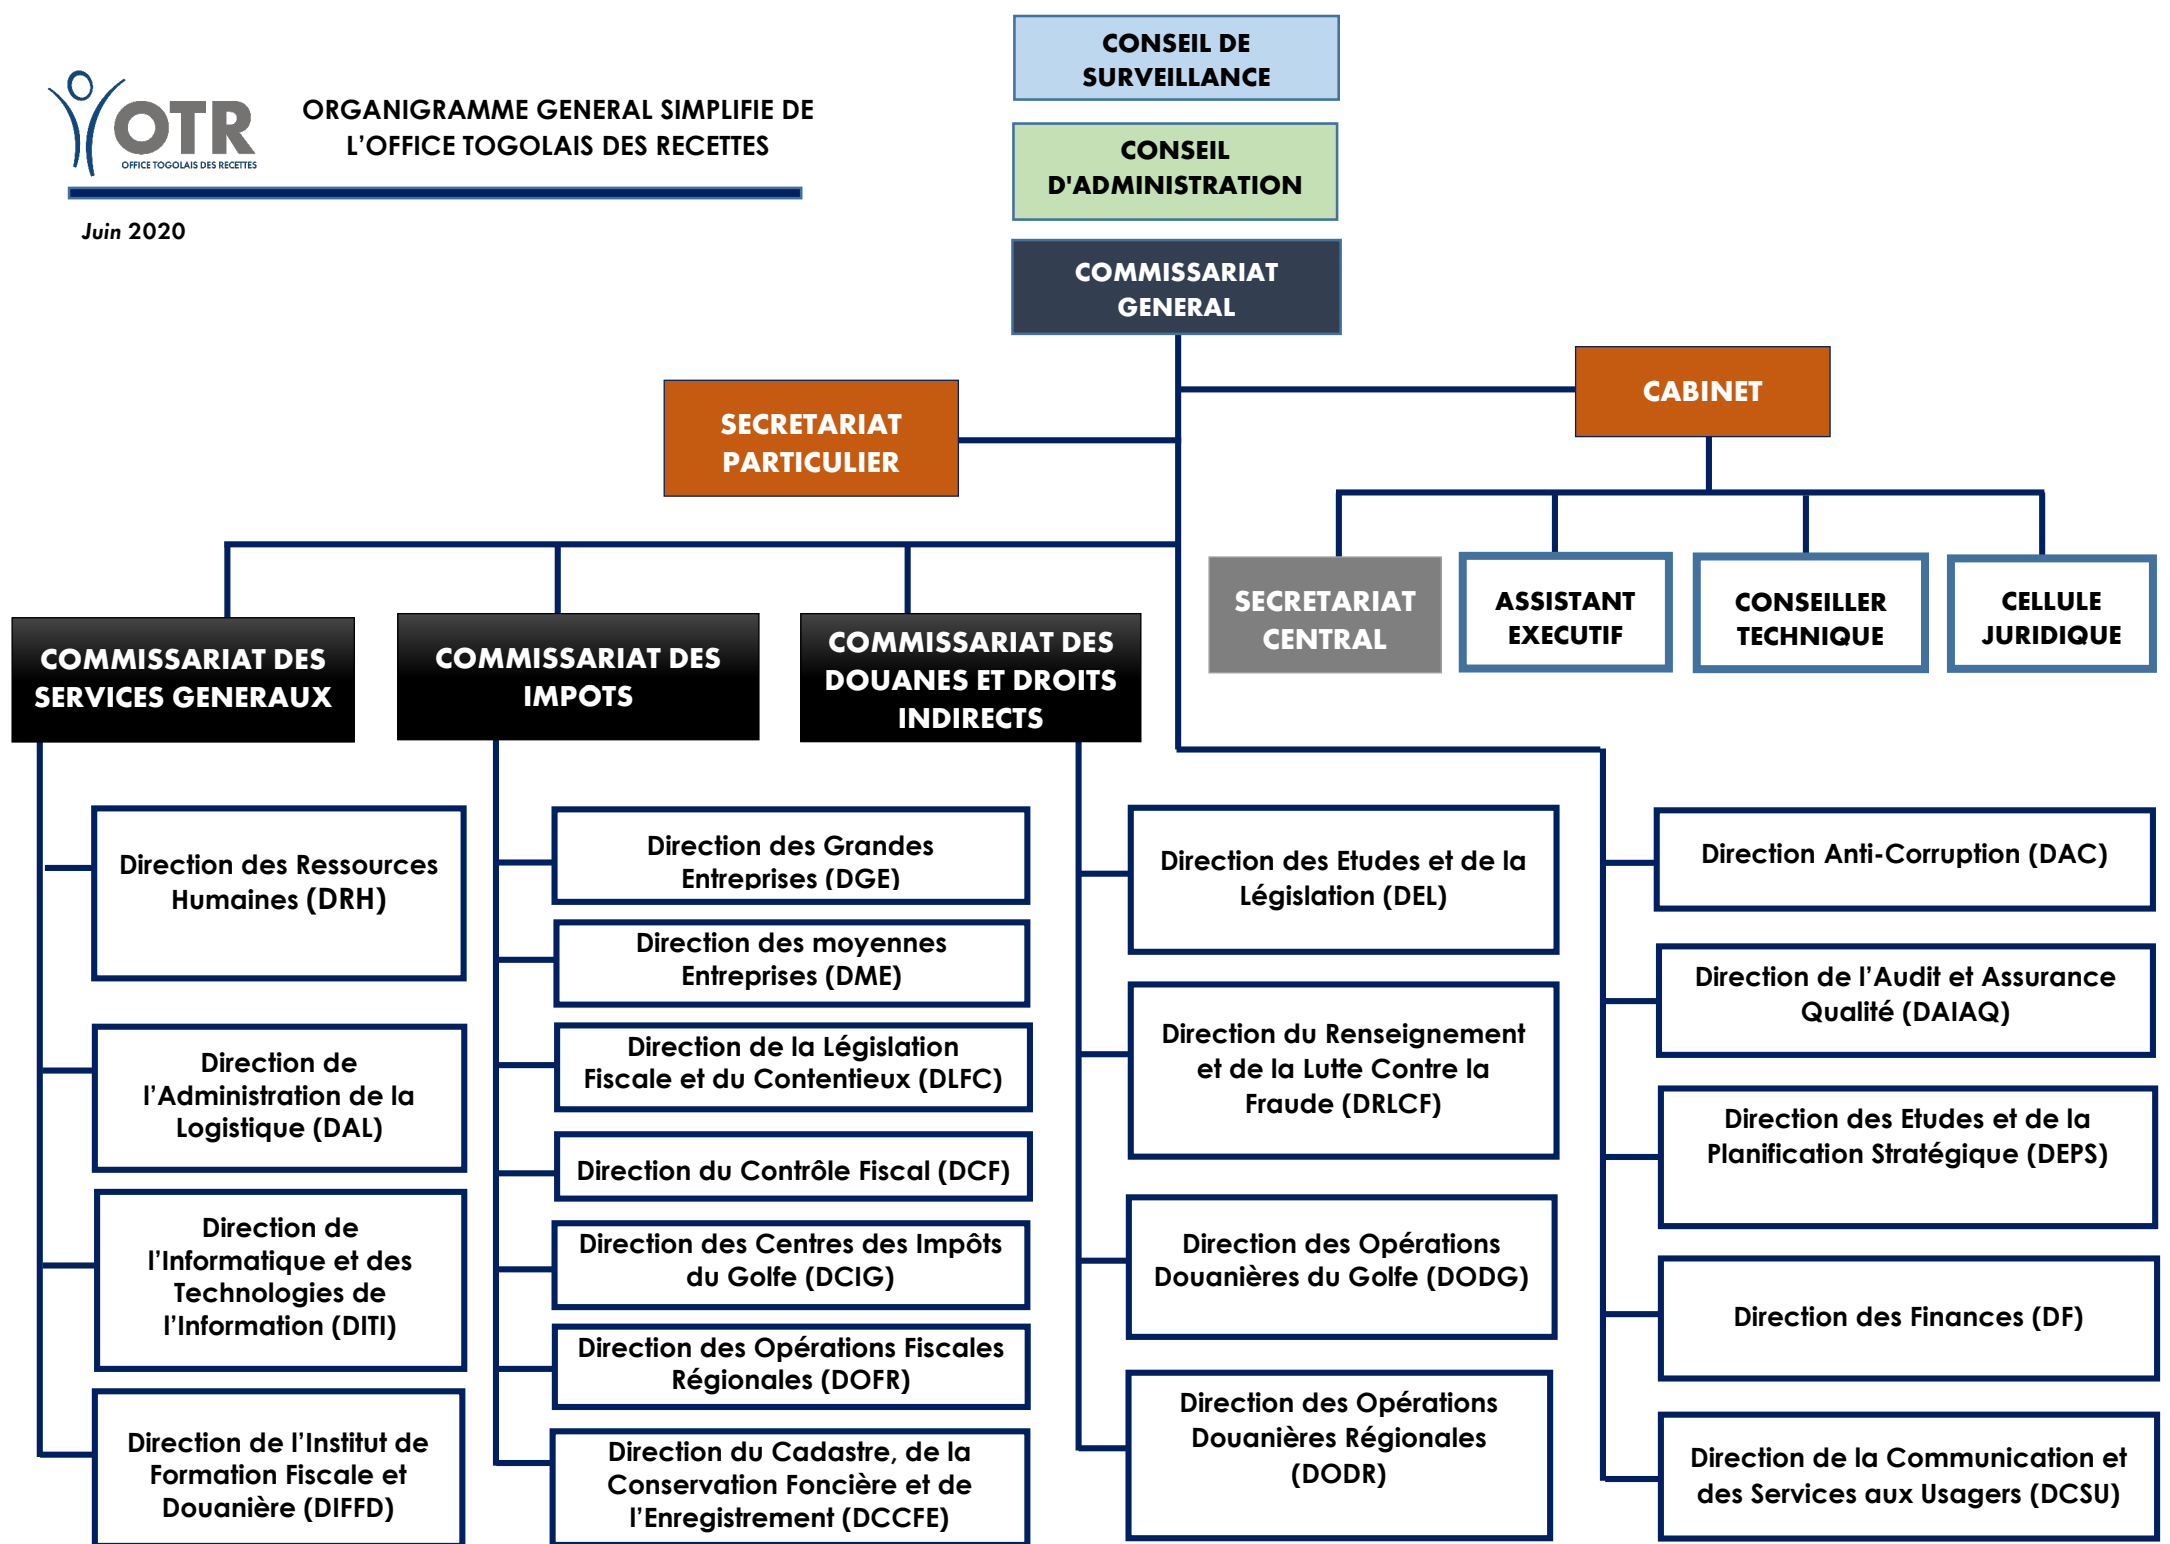 OTR
OFFICE TOGOLAIS DES RECETTES
ORGANIGRAMME GENERAL SIMPLIFIE DE
L'OFFICE TOGOLAIS DES RECETTES
Juin 2020
CONSEIL DE
SURVEILLANCE
CONSEIL
D'ADMINISTRATION
COMMISSARIAT
GENERAL
CABINET
SECRETARIAT
PARTICULIER
SECRETARIAT
CENTRAL
ASSISTANT
EXECUTIF
CONSEILLER
TECHNIQUE
CELLULE
JURIDIQUE
COMMISSARIAT DES
SERVICES GENERAUX
COMMISSARIAT DES
IMPOTS
COMMISSARIAT DES
DOUANES ET DROITS
INDIRECTS
Direction des Ressources
Humaines (DRH)
Direction de
l'Administration de la
Logistique (DAL)
Direction de
l'Informatique et des
Technologies de
l'Information (DITI)
Direction de l'Institut de
Formation Fiscale et
Douanière (DIFFD)
Direction des Grandes
Entreprises (DGE)
Direction des moyennes
Entreprises (DME)
Direction de la Législation
Fiscale et du Contentieux (DLFC)
Direction du Contrôle Fiscal (DCF)
Direction des Centres des Impôts
du Golfe (DCIG)
Direction des Opérations Fiscales
Régionales (DOFR)
Direction du Cadastre, de la
Conservation Foncière et de
l'Enregistrement (DCCFE)
Direction des Etudes et de la
Législation (DEL)
Direction du Renseignement
et de la Lutte Contre la
Fraude (DRLCF)
Direction des Opérations
Douanières du Golfe (DODG)
Direction des Opérations
Douanières Régionales
(DODR)
Direction Anti-Corruption (DAC)
Direction de l'Audit et Assurance
Qualité (DAIAQ)
Direction des Etudes et de la
Planification Stratégique (DEPS)
Direction des Finances (DF)
Direction de la Communication et
des Services aux Usagers (DCSU)